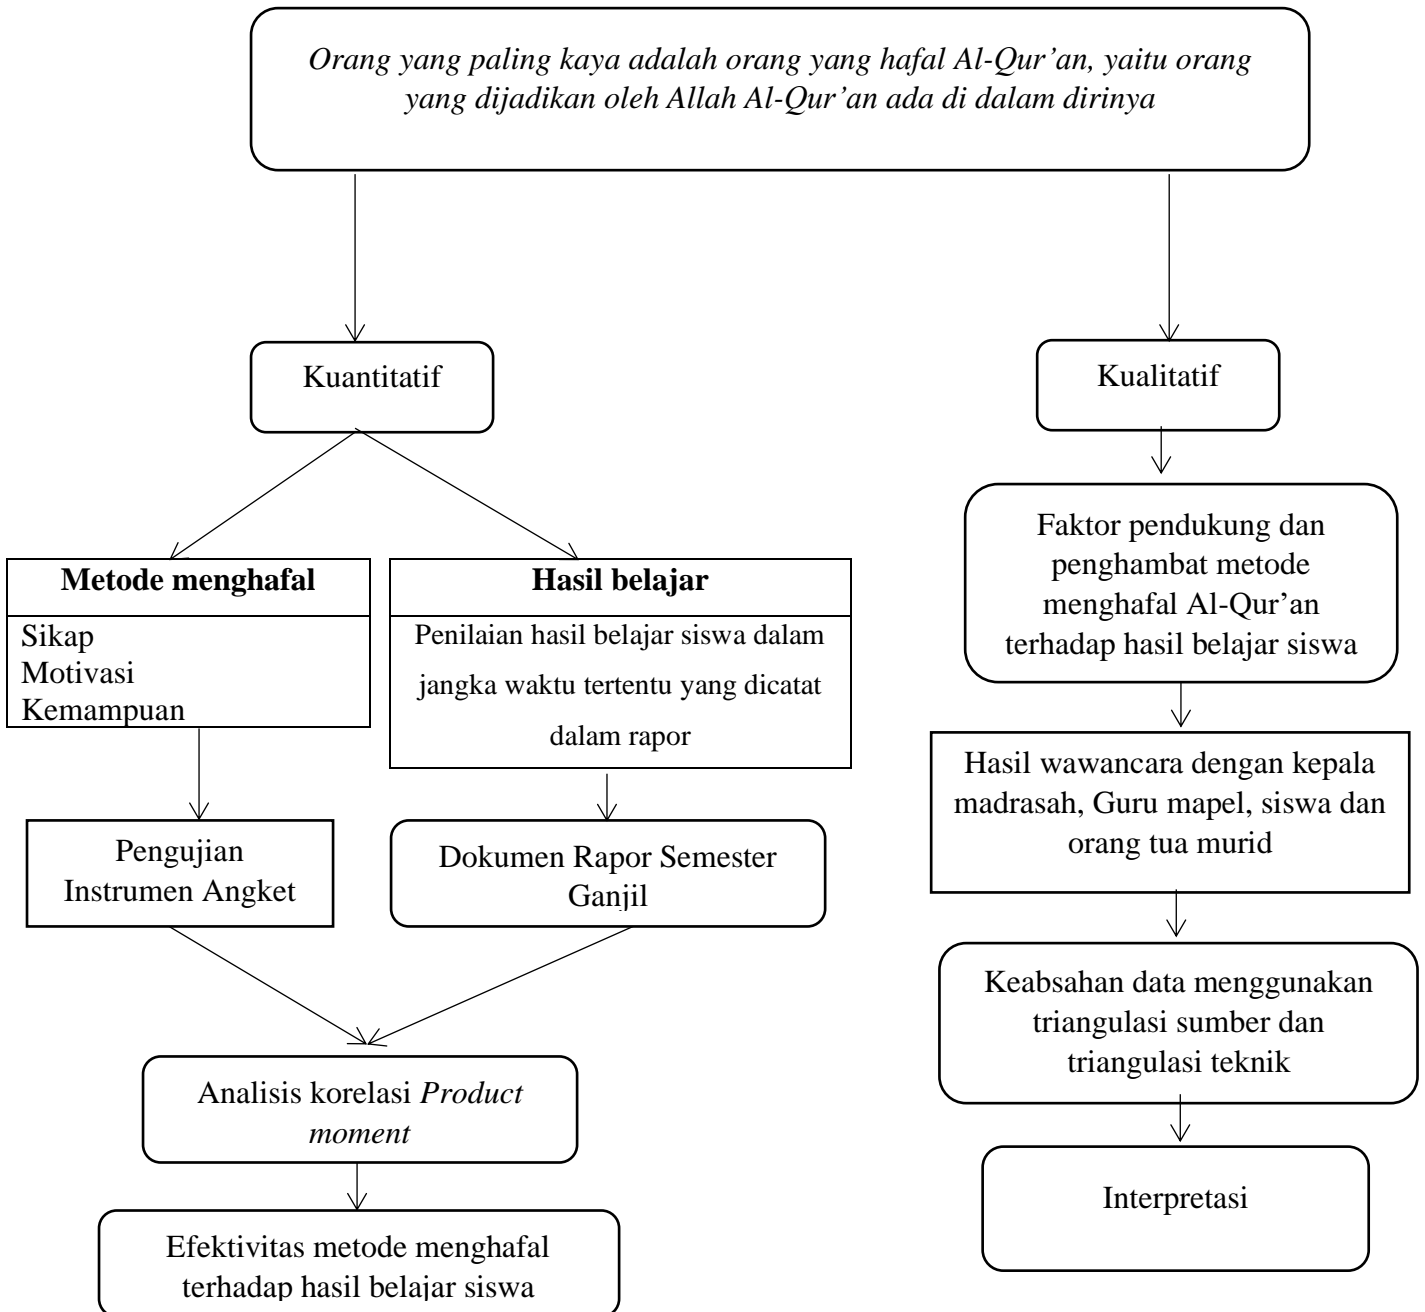 Orang yang paling kaya adalah orang yang hafal Al-Qur’an, yaitu orang
yang dijadikan oleh Allah Al-Qur’an ada di dalam dirinya
Kuantitatif
Kualitatif
Metode menghafal
Sikap
Motivasi
Kemampuan
Hasil belajar
Penilaian hasil belajar siswa dalam
jangka waktu tertentu yang dicatat
dalam rapor
Faktor pendukung dan
penghambat metode
menghafal Al-Qur’an
terhadap hasil belajar siswa
Pengujian
Instrumen Angket
Dokumen Rapor Semester
Ganjil
Hasil wawancara dengan kepala
madrasah, Guru mapel, siswa dan
orang tua murid
Analisis korelasi Product
moment
Keabsahan data menggunakan
triangulasi sumber dan
triangulasi teknik
Efektivitas metode menghafal
terhadap hasil belajar siswa
Interpretasi